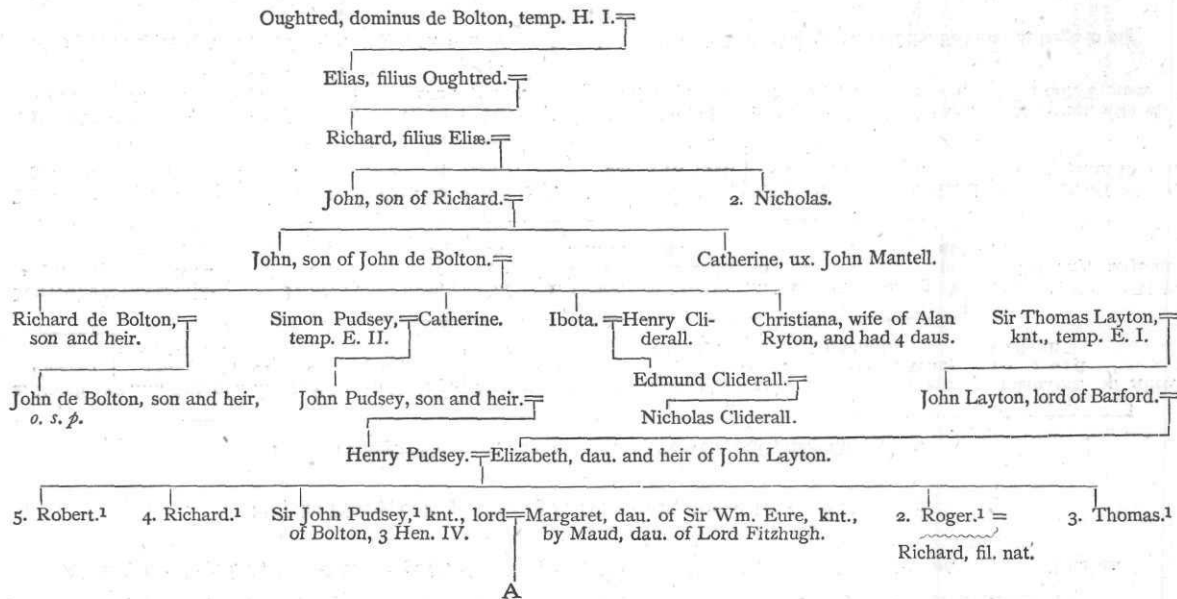 Oughtred, dominus de Bolton, temp. H. I.
Elias, filius Oughtred.
Richard, filius Eliæ.
John, son of Richard.
2. Nicholas.
John, son of John de Bolton.
Catherine, ux. John Mantell.
Richard de Bolton,
son and heir.
Simon Pudsey,
temp. E. II.
Catherine.
Ibota.
Henry Cli-
derall.
Christiana, wife of Alan
Ryton, and had 4 daus.
Sir Thomas Layton,
knt., temp. E. I.
John de Bolton, son and heir,
o. s. p.
John Pudsey, son and heir.
Edmund Cliderall.
Nicholas Cliderall.
John Layton, lord of Barford.
Henry Pudsey.
Elizabeth, dau. and heir of John Layton.
5. Robert.¹
4. Richard.¹
Sir John Pudsey,¹ knt., lord
of Bolton, 3 Hen. IV.
Margaret, dau. of Sir Wm. Eure, knt.,
by Maud, dau. of Lord Fitzhugh.
2. Roger.¹ =
Richard, fil. nat.
3. Thomas.¹
A